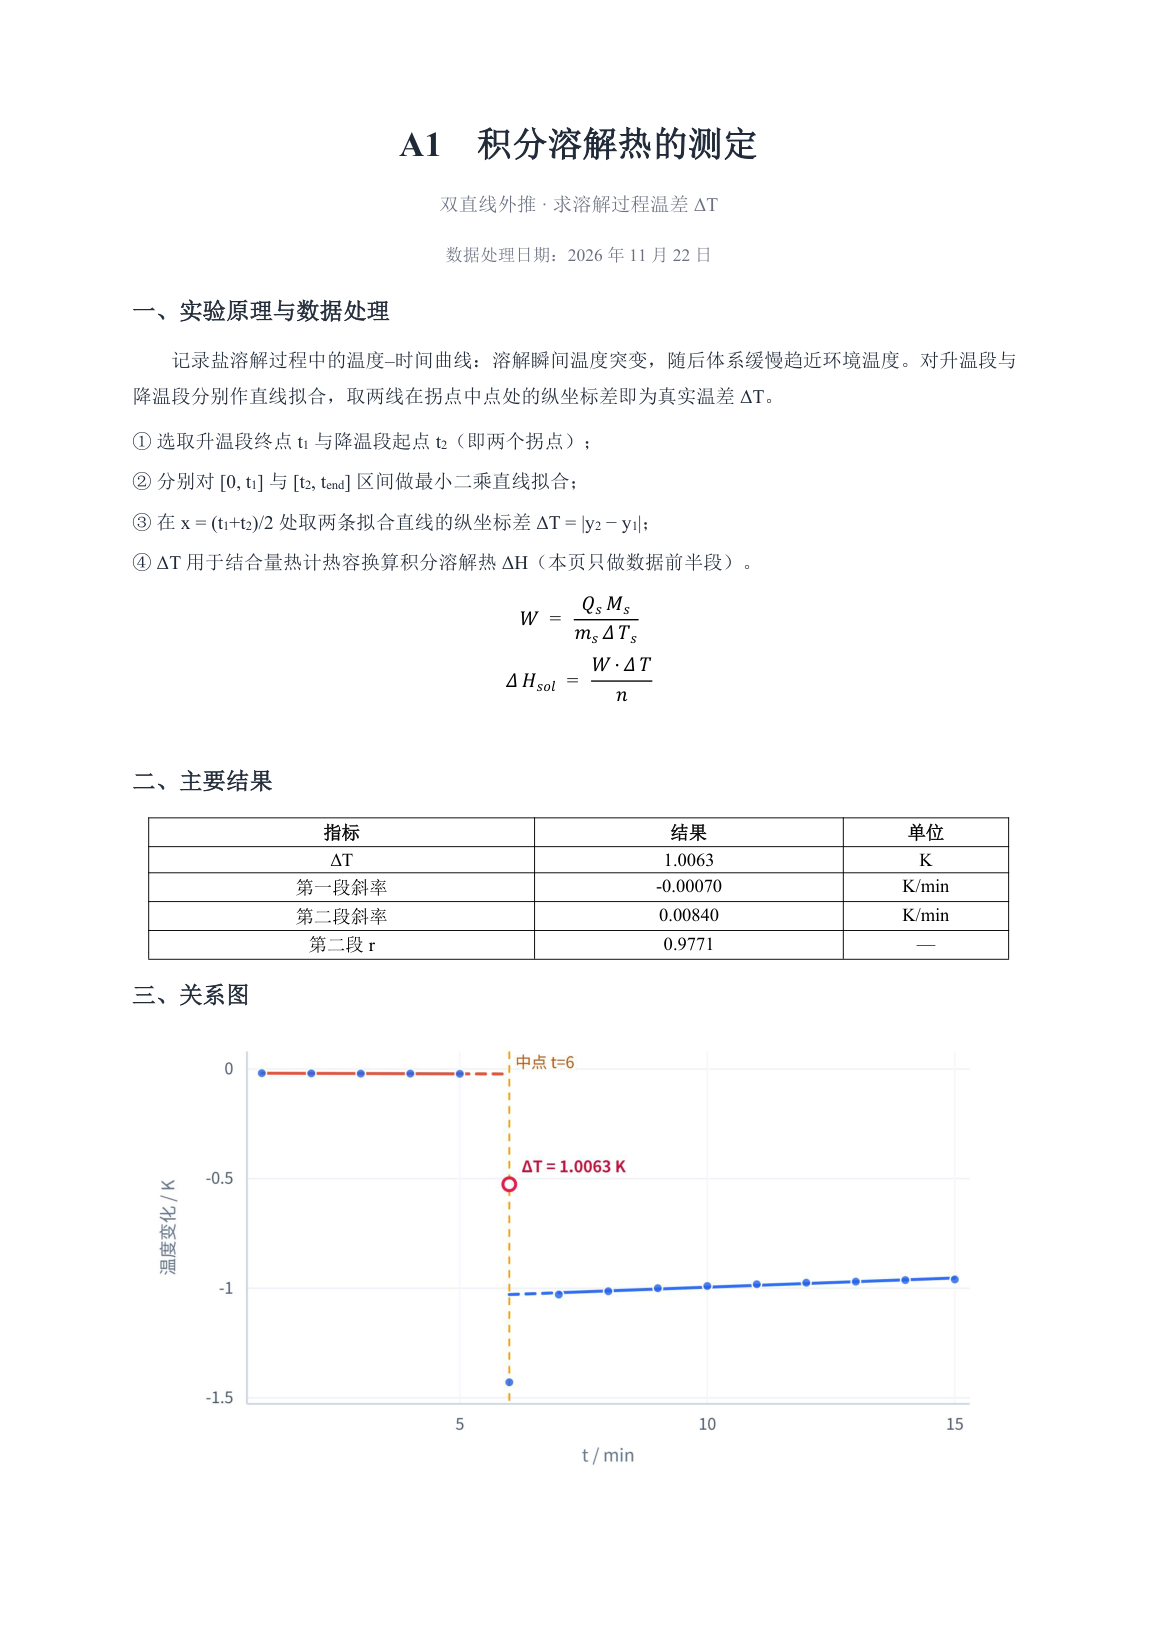 A1 积分溶解热的测定
双直线外推 · 求溶解过程温差 ΔT
数据处理日期：2026 年 11 月 22 日
一、实验原理与数据处理
记录盐溶解过程中的温度–时间曲线：溶解瞬间温度突变，随后体系缓慢趋近环境温度。对升温段与
降温段分别作直线拟合，取两线在拐点中点处的纵坐标差即为真实温差 ΔT。
① 选取升温段终点 t₁ 与降温段起点 t₂（即两个拐点）；
② 分别对 [0, t₁] 与 [t₂, tend] 区间做最小二乘直线拟合；
③ 在 x = (t₁+t₂)/2 处取两条拟合直线的纵坐标差 ΔT = |y₂ − y₁|；
④ ΔT 用于结合量热计热容换算积分溶解热 ΔH（本页只做数据前半段）。
W = Qs Ms / ms ΔTs
ΔHsol = W · ΔT / n
二、主要结果
指标 结果 单位
ΔT 1.0063 K
第一段斜率 -0.00070 K/min
第二段斜率 0.00840 K/min
第二段 r 0.9771 —
三、关系图
中点 t=6
0
ΔT = 1.0063 K
-0.5
温度变化 / K
-1
-1.5
5 10 15
t / min